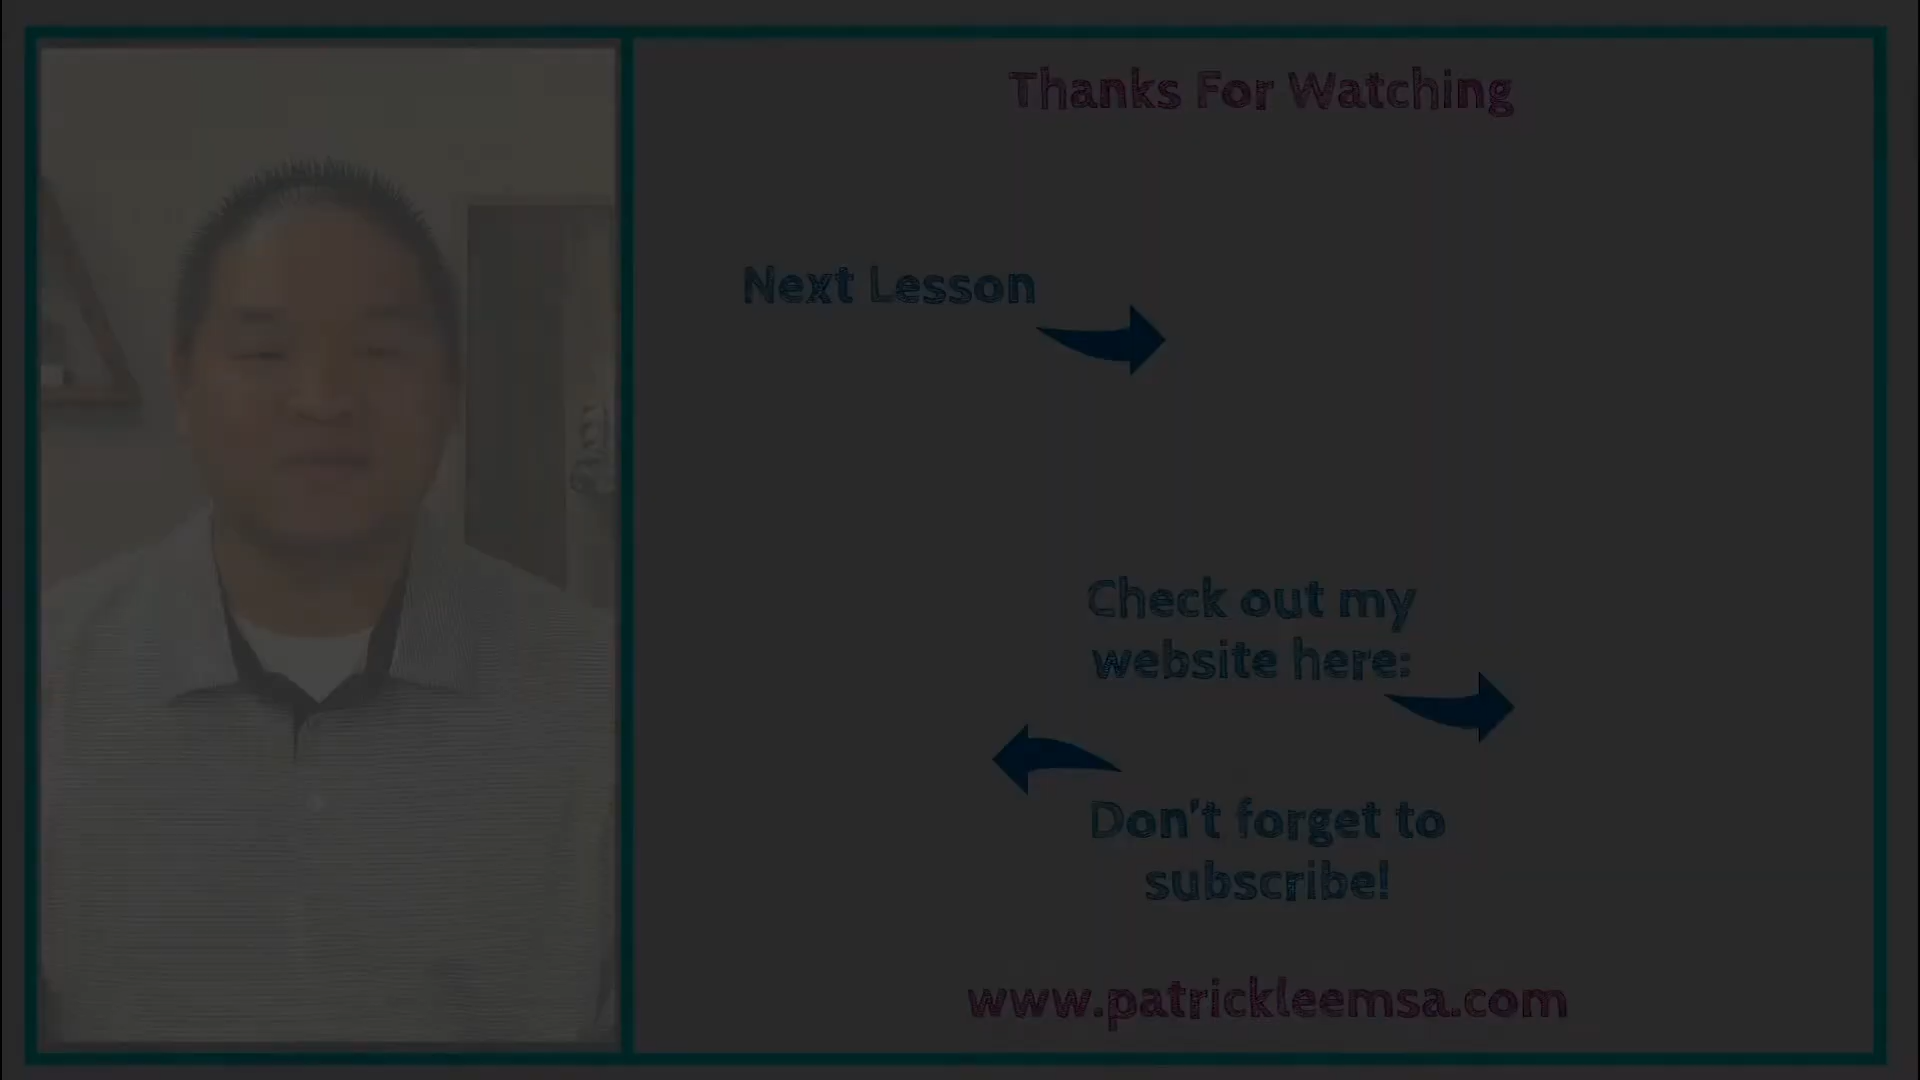 Thanks For Watching
Next Lesson
Check out my
website here:
Don't forget to
subscribe!
www.patrickleemsa.com